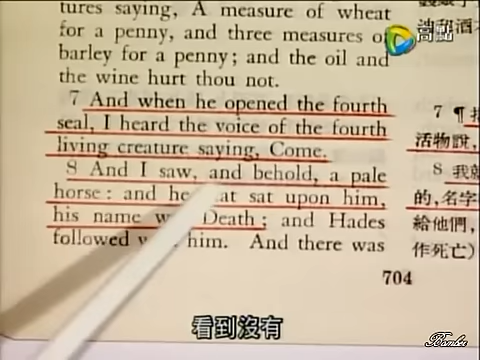 tures saying, A measure of wheat
for a penny, and three measures o
barley for a penny; and the oil and
the wine hurt thou not.
7 And when he opened the fourth
seal, I heard the voice of the fourth
living creature saying, Come.
8 And I saw, and behold, a pale
horse: and he at sat upon him,
his name w Death; and Hades
followed w him. And there was
704
7 ¶
活物說,
8 我就
的,名字
給他們,
作死亡)
看到沒有